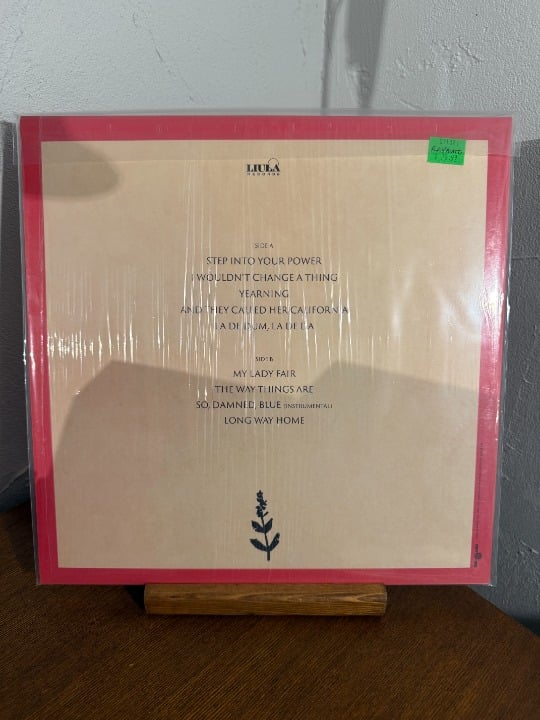 LIULA
RECORDS
SIDE A
STEP INTO YOUR POWER
I WOULDN'T CHANGE A THING
YEARNING
AND THEY CALLED HER CALIFORNIA
LA DE DUM, LA DE DA
SIDE B
MY LADY FAIR
THE WAY THINGS ARE
SO, DAMNED, BLUE (INSTRUMENTAL)
LONG WAY HOME